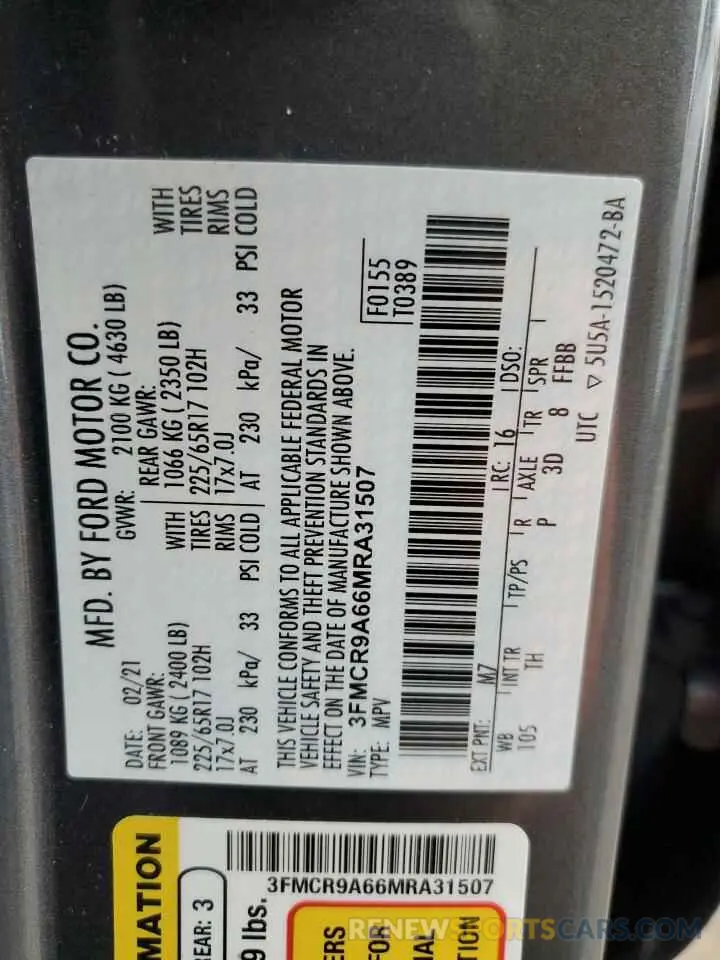 MFD. BY FORD MOTOR CO.
DATE: 02/21 GVWR: 2100 KG ( 4630 LB)
FRONT GAWR: REAR GAWR:
1089 KG ( 2400 LB) WITH 1066 KG ( 2350 LB) WITH
225/65R17 102H TIRES 225/65R17 102H TIRES
17x7.0J RIMS 17x7.0J RIMS
AT 230 kPa/ 33 PSI COLD AT 230 kPa/ 33 PSI COLD
THIS VEHICLE CONFORMS TO ALL APPLICABLE FEDERAL MOTOR
VEHICLE SAFETY AND THEFT PREVENTION STANDARDS IN
EFFECT ON THE DATE OF MANUFACTURE SHOWN ABOVE.
VIN: 3FMCR9A66MRA31507 F0155
TYPE: MPV T0389
EXT PNT: M7 RC: 16 DSO:
WB INT TR TP/PS R AXLE TR SPR
105 TH P 3D 8 FFBB
UTC ▽ 5U5A-1520472-BA
MATION
REAR: 3
9 lbs.
3FMCR9A66MRA31507
ERS
FOR
IAL
TION
RENEWSPORTSCARS.COM